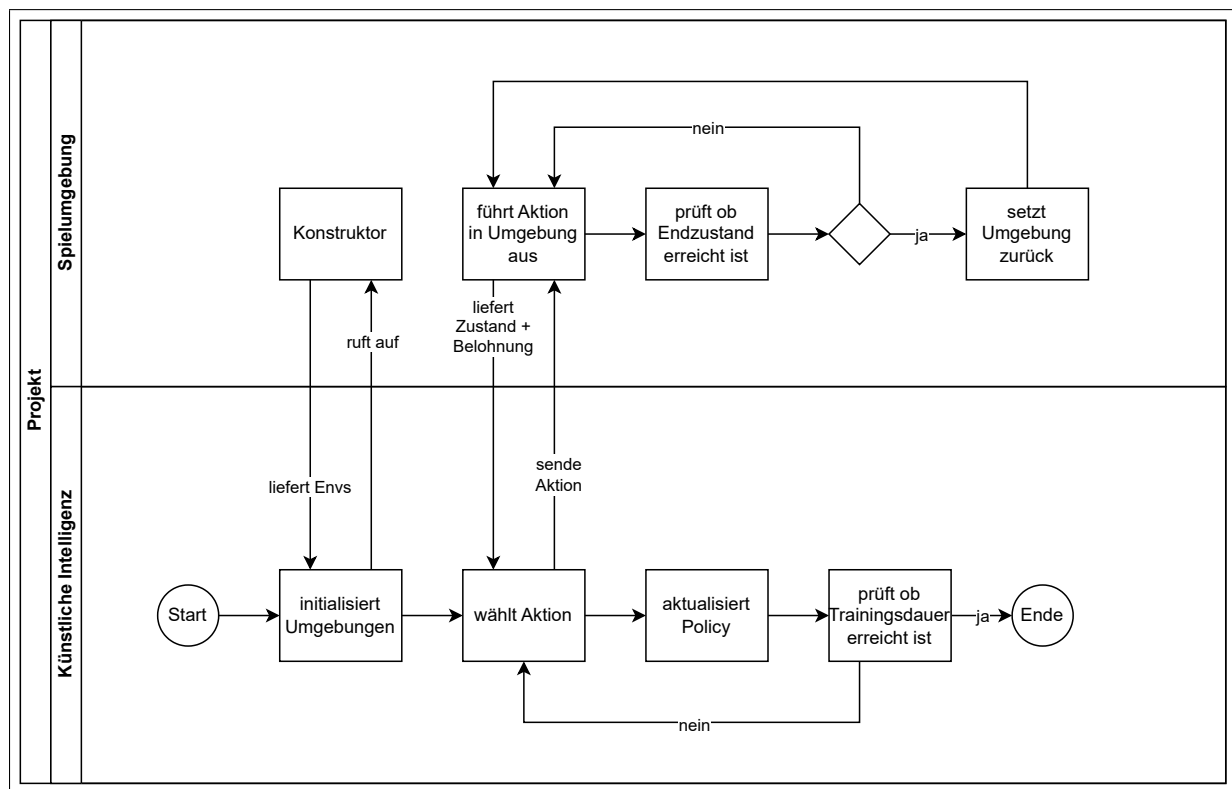 Projekt
Spielumgebung
nein
Konstruktor
führt Aktion
in Umgebung
aus
prüft ob
Endzustand
erreicht ist
ja
setzt
Umgebung
zurück
ruft auf
liefert
Zustand +
Belohnung
Künstliche Intelligenz
liefert Envs
sende
Aktion
Start
initialisiert
Umgebungen
wählt Aktion
aktualisiert
Policy
prüft ob
Trainingsdauer
erreicht ist
ja
Ende
nein